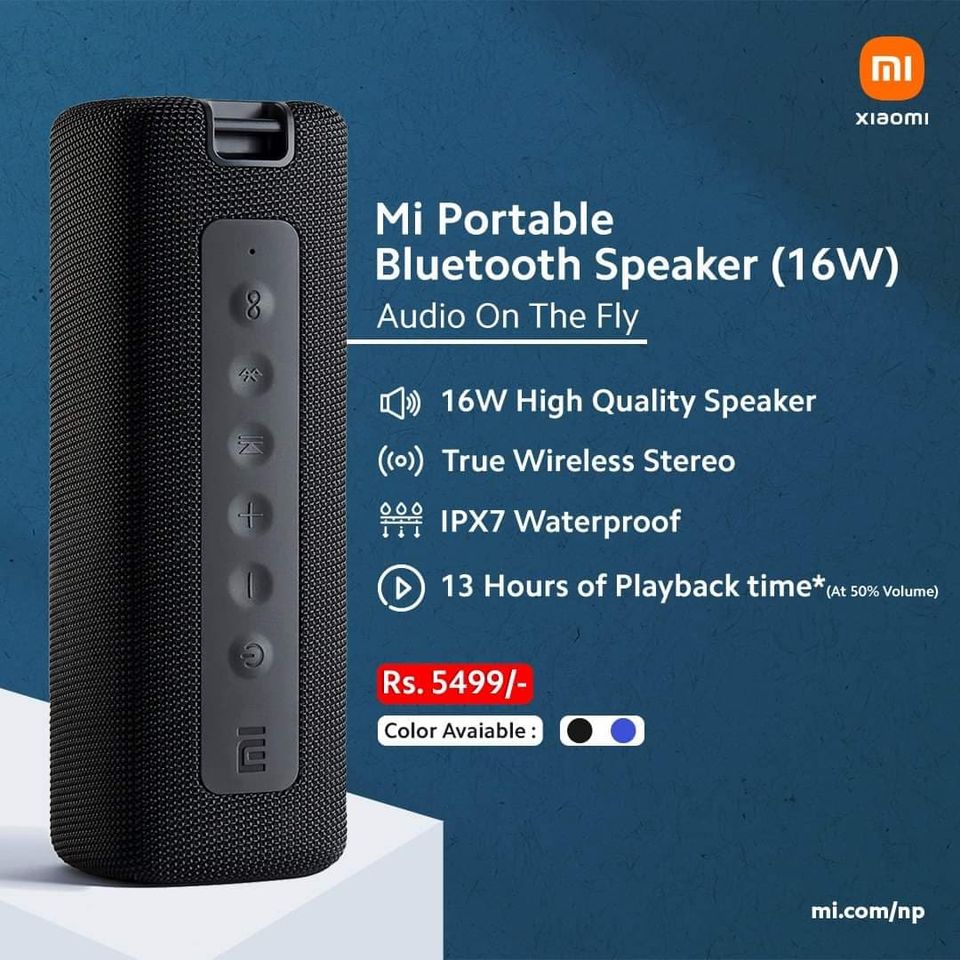 mi
xiaomi
Mi Portable
Bluetooth Speaker (16W)
Audio On The Fly
16W High Quality Speaker
True Wireless Stereo
IPX7 Waterproof
13 Hours of Playback time*(At 50% Volume)
Rs. 5499/-
Color Avaiable :
mi
mi.com/np